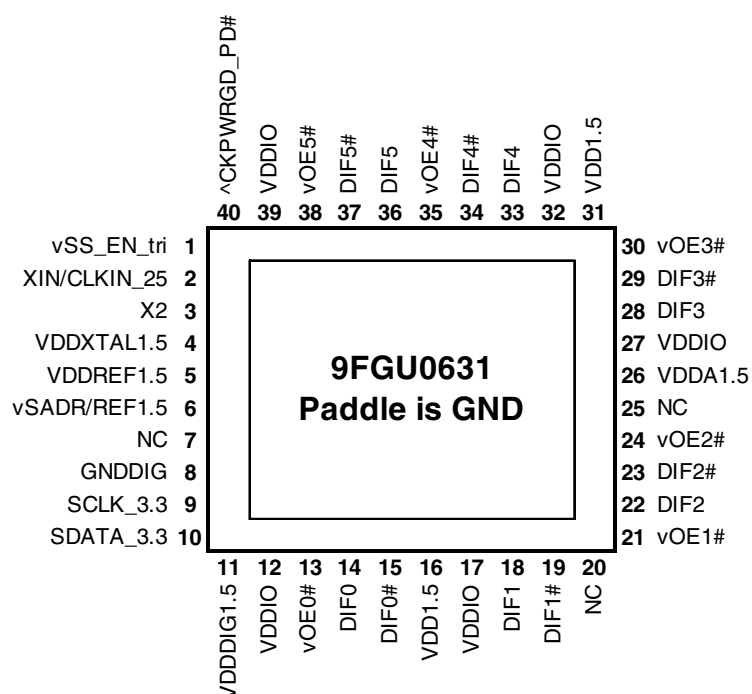 ^CKPWRGD_PD#
VDDIO
vOE5#
DIF5#
DIF5
vOE4#
DIF4#
DIF4
VDDIO
VDD1.5
40 39 38 37 36 35 34 33 32 31
vSS_EN_tri 1
XIN/CLKIN_25 2
X2 3
VDDXTAL1.5 4
VDDREF1.5 5
vSADR/REF1.5 6
NC 7
GNDDIG 8
SCLK_3.3 9
SDATA_3.3 10
9FGU0631
Paddle is GND
30 vOE3#
29 DIF3#
28 DIF3
27 VDDIO
26 VDDA1.5
25 NC
24 vOE2#
23 DIF2#
22 DIF2
21 vOE1#
11 12 13 14 15 16 17 18 19 20
VDDDIG1.5
VDDIO
vOE0#
DIF0
DIF0#
VDD1.5
VDDIO
DIF1
DIF1#
NC